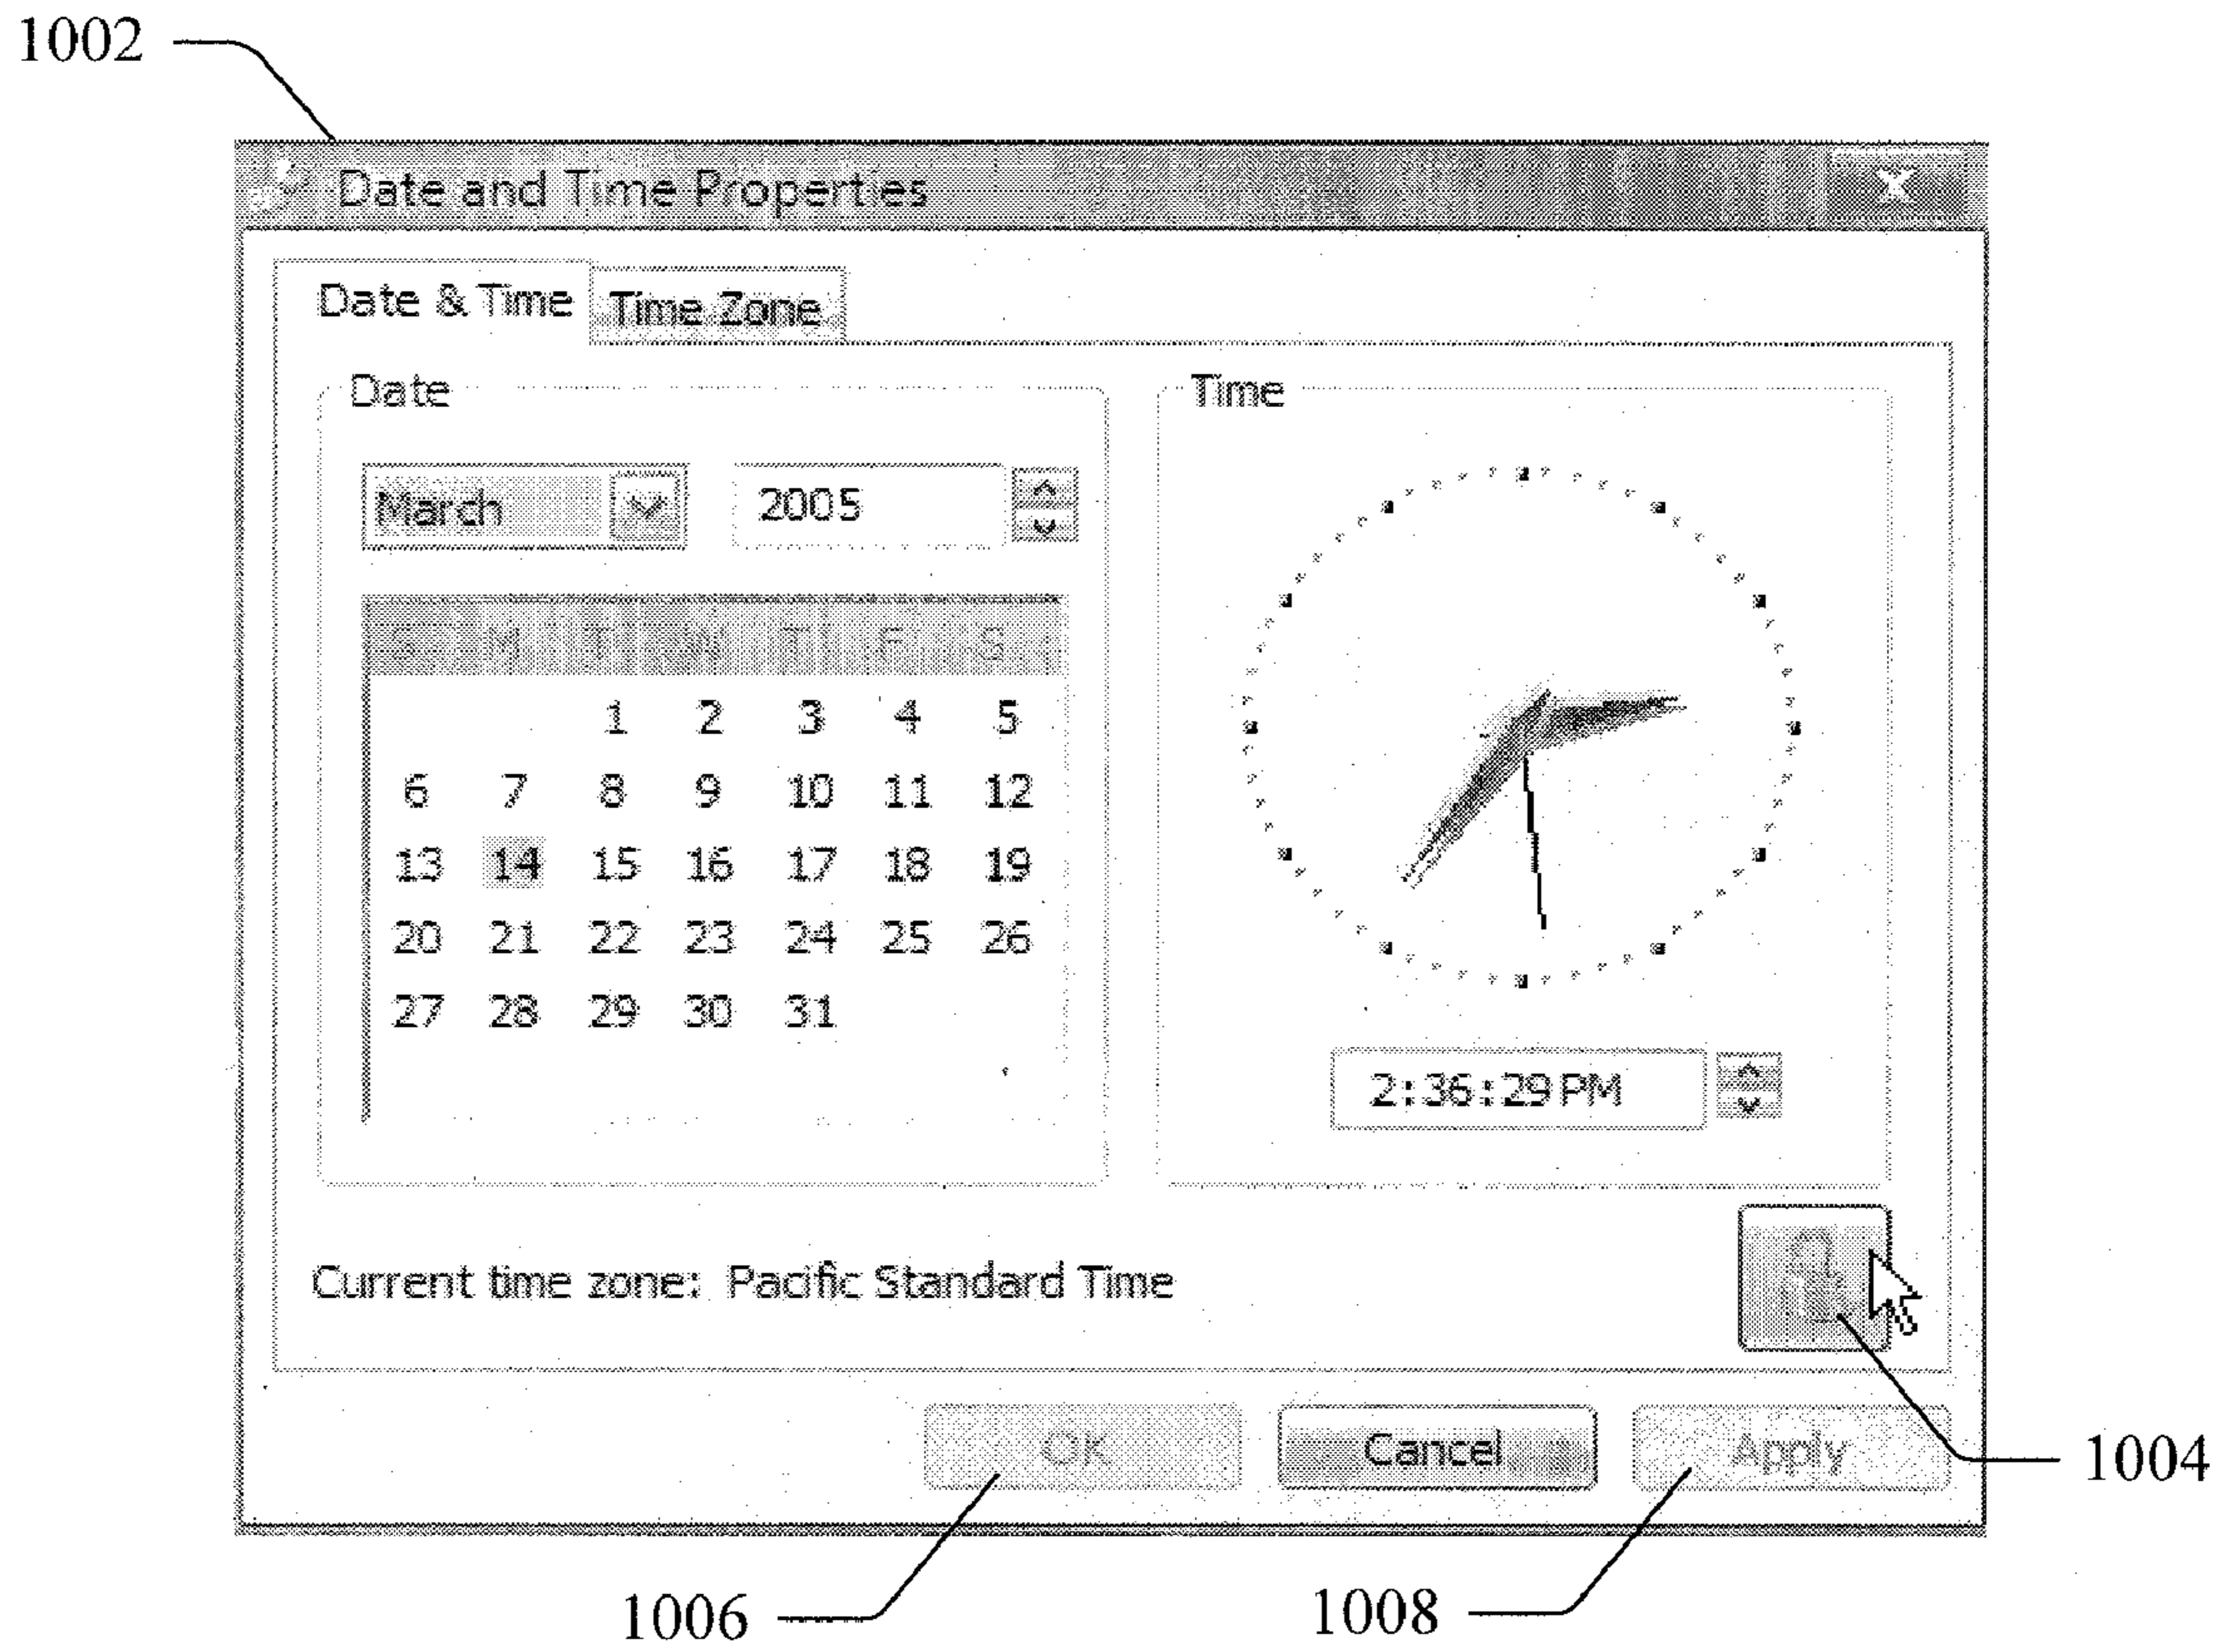 1002
Date and Time Properties
Date & Time Time Zone
Date
Time
March 2005
S M T W T F S
1 2 3 4 5
6 7 8 9 10 11 12
13 14 15 16 17 18 19
20 21 22 23 24 25 26
27 28 29 30 31
2:36:29 PM
Current time zone: Pacific Standard Time
OK Cancel Apply
1004
1006
1008